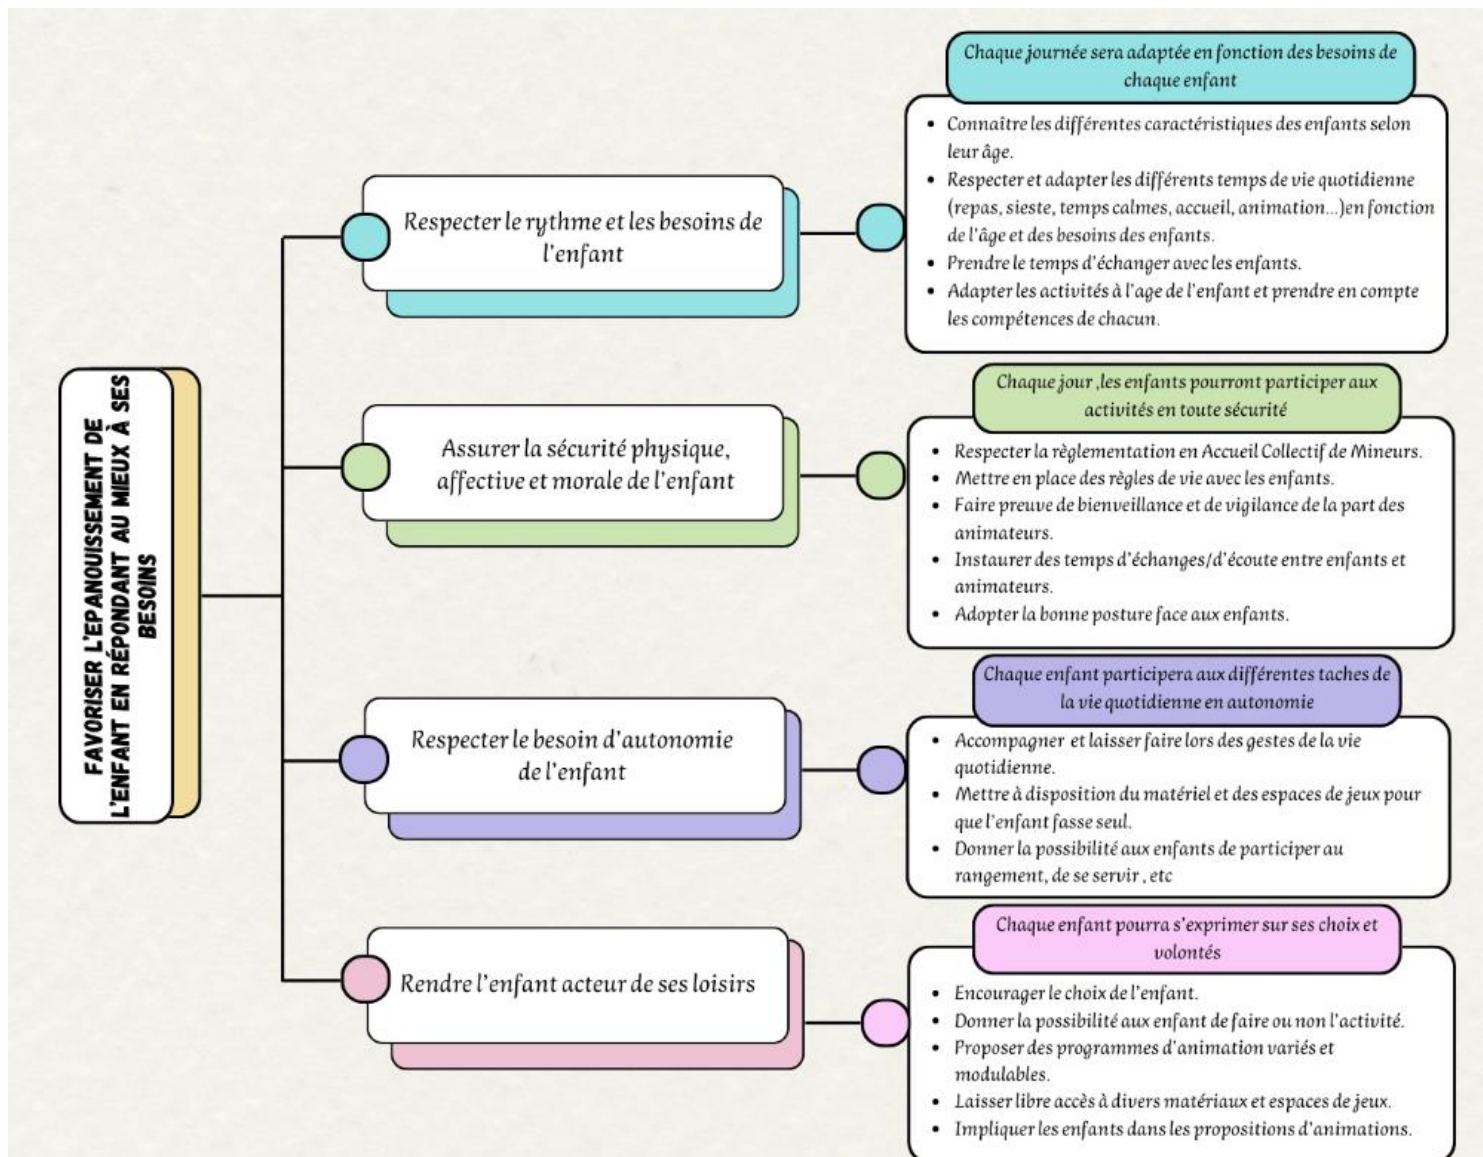 FAVORISER L'EPANOUISSEMENT DE
L'ENFANT EN RÉPONDANT AU MIEUX À SES
BESOINS
Respecter le rythme et les besoins de
l'enfant
Chaque journée sera adaptée en fonction des besoins de
chaque enfant
• Connaître les différentes caractéristiques des enfants selon
leur âge.
• Respecter et adapter les différents temps de vie quotidienne
(repas, sieste, temps calmes, accueil, animation...)en fonction
de l'âge et des besoins des enfants.
• Prendre le temps d'échanger avec les enfants.
• Adapter les activités à l'age de l'enfant et prendre en compte
les compétences de chacun.
Assurer la sécurité physique,
affective et morale de l'enfant
Chaque jour ,les enfants pourront participer aux
activités en toute sécurité
• Respecter la règlementation en Accueil Collectif de Mineurs.
• Mettre en place des règles de vie avec les enfants.
• Faire preuve de bienveillance et de vigilance de la part des
animateurs.
• Instaurer des temps d'échanges/d'écoute entre enfants et
animateurs.
• Adopter la bonne posture face aux enfants.
Respecter le besoin d'autonomie
de l'enfant
Chaque enfant participera aux différentes taches de
la vie quotidienne en autonomie
• Accompagner et laisser faire lors des gestes de la vie
quotidienne.
• Mettre à disposition du matériel et des espaces de jeux pour
que l'enfant fasse seul.
• Donner la possibilité aux enfants de participer au
rangement, de se servir , etc
Rendre l'enfant acteur de ses loisirs
Chaque enfant pourra s'exprimer sur ses choix et
volontés
• Encourager le choix de l'enfant.
• Donner la possibilité aux enfant de faire ou non l'activité.
• Proposer des programmes d'animation variés et
modulables.
• Laisser libre accès à divers matériaux et espaces de jeux.
• Impliquer les enfants dans les propositions d'animations.